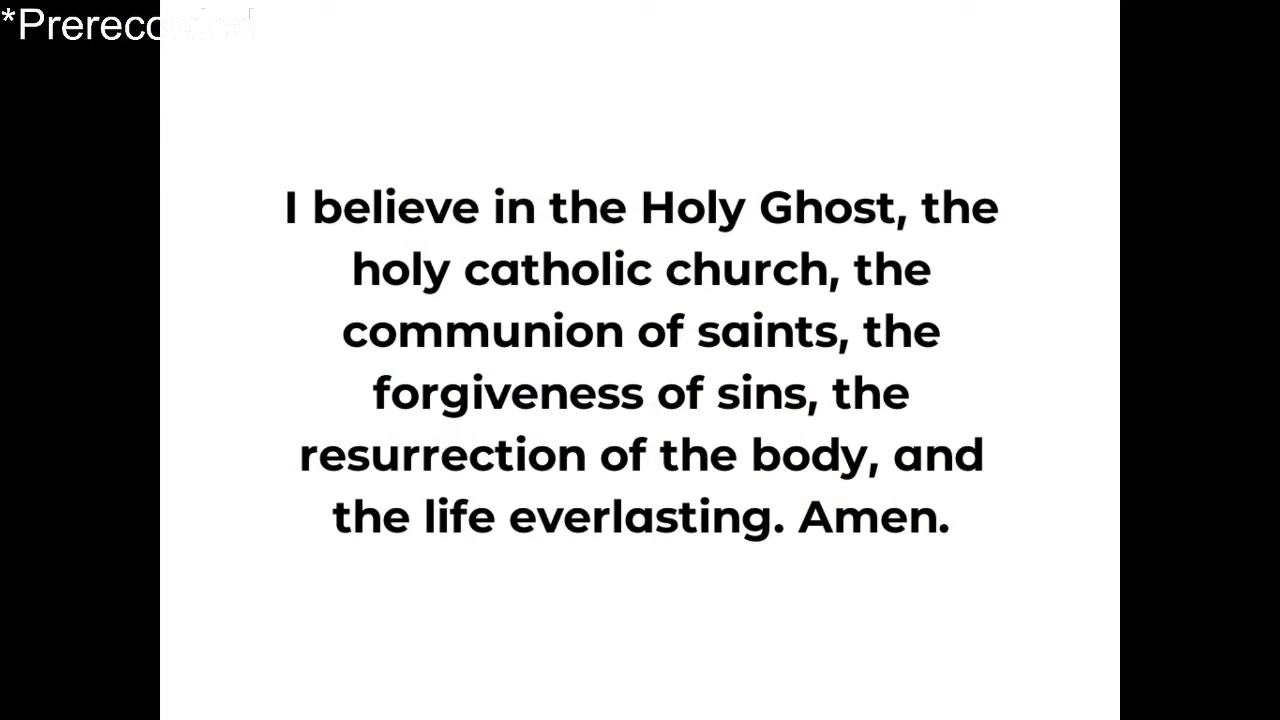 *Prerecorded
I believe in the Holy Ghost, the
holy catholic church, the
communion of saints, the
forgiveness of sins, the
resurrection of the body, and
the life everlasting. Amen.